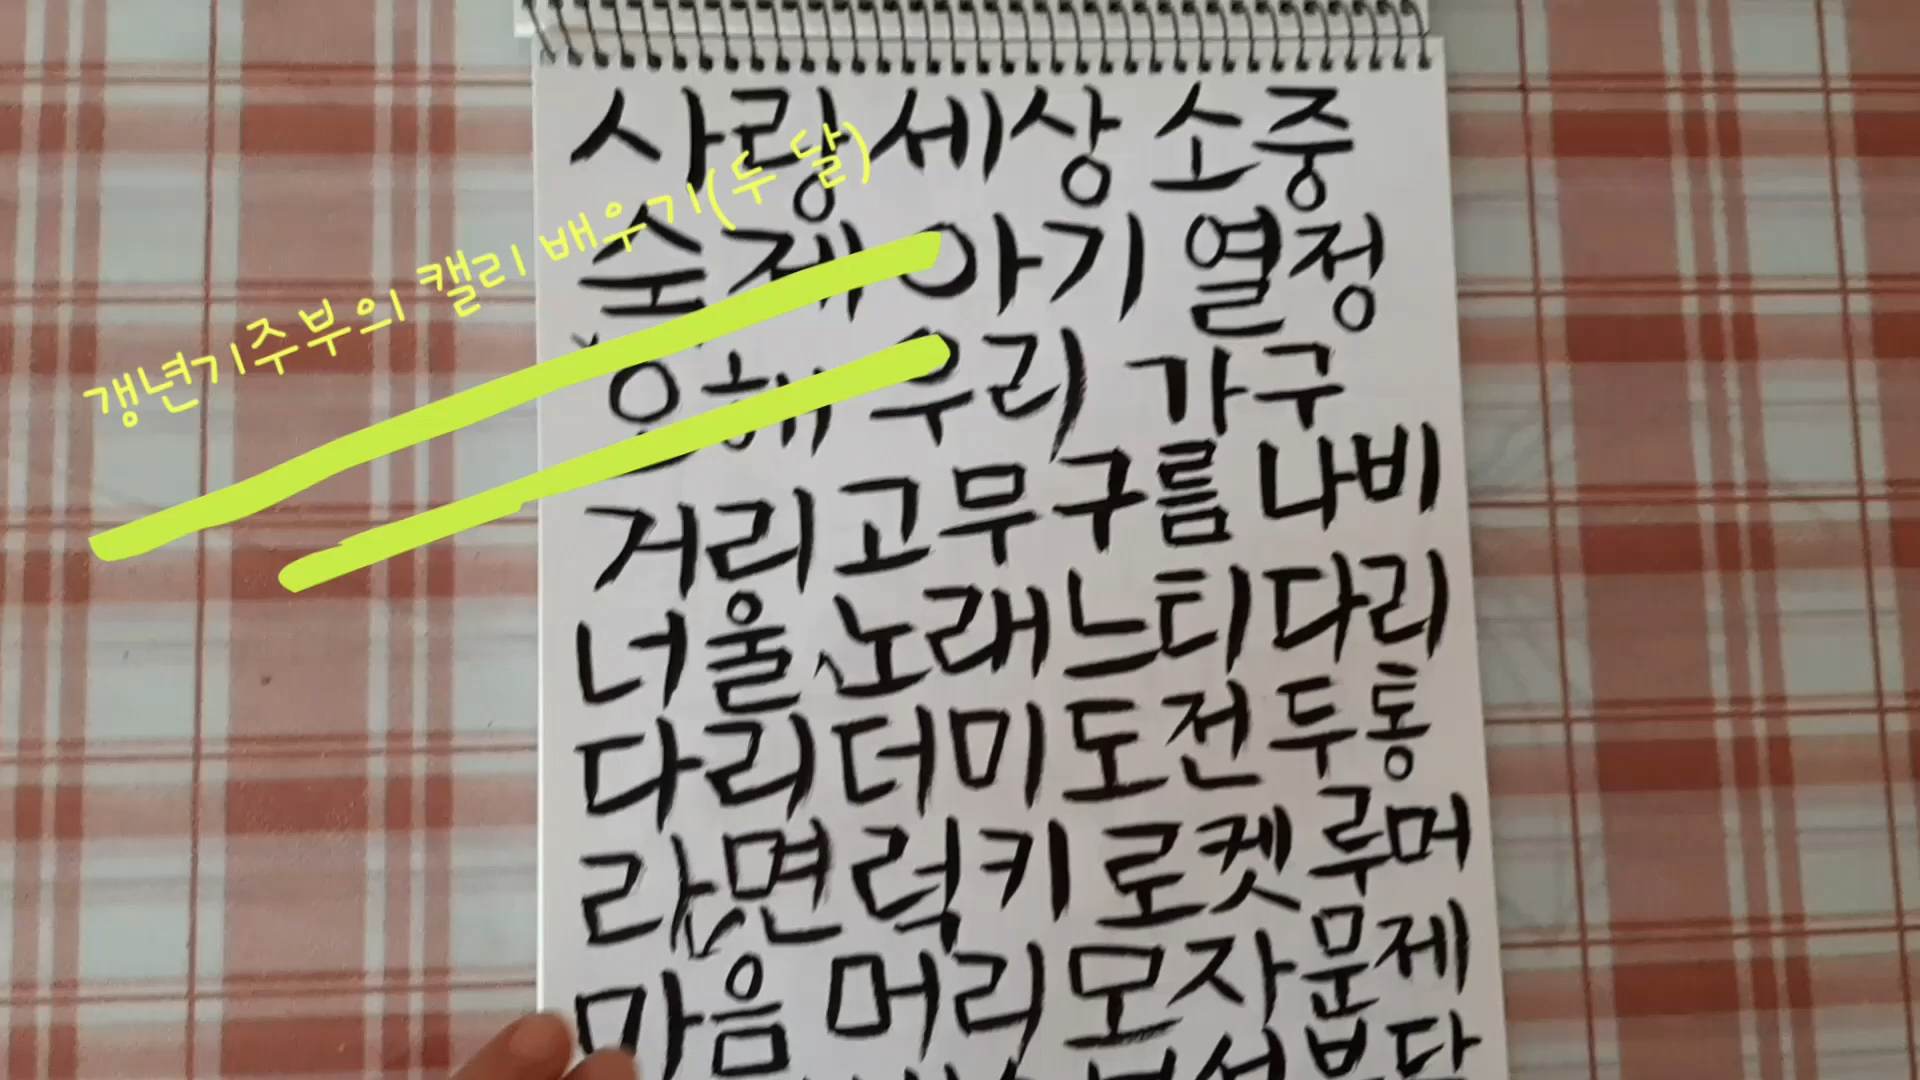 갱년기주부의 캘리 배우기(두 달)
사랑 세상 소중
숙제 아기 열정
우리 가구
거리 고무 구름 나비
너울 노래 느티 다리
다리 더미 도전 두통
라면 럭키 로켓 루머
마음 머리 모자 문제